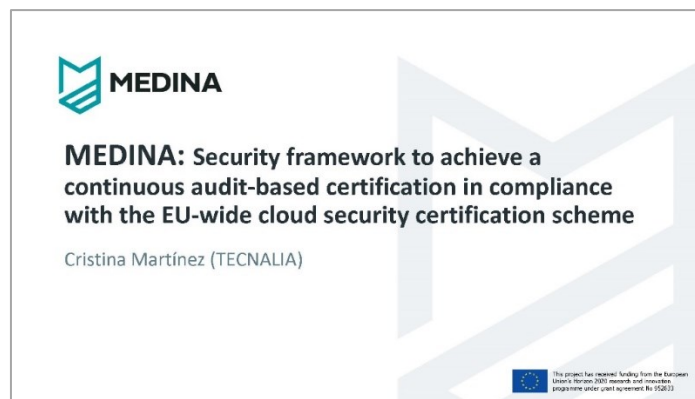 MEDINA
MEDINA: Security framework to achieve a
continuous audit-based certification in compliance
with the EU-wide cloud security certification scheme
Cristina Martínez (TECNALIA)
This project has received funding from the European
Union's Horizon 2020 research and innovation
programme under grant agreement No 952633